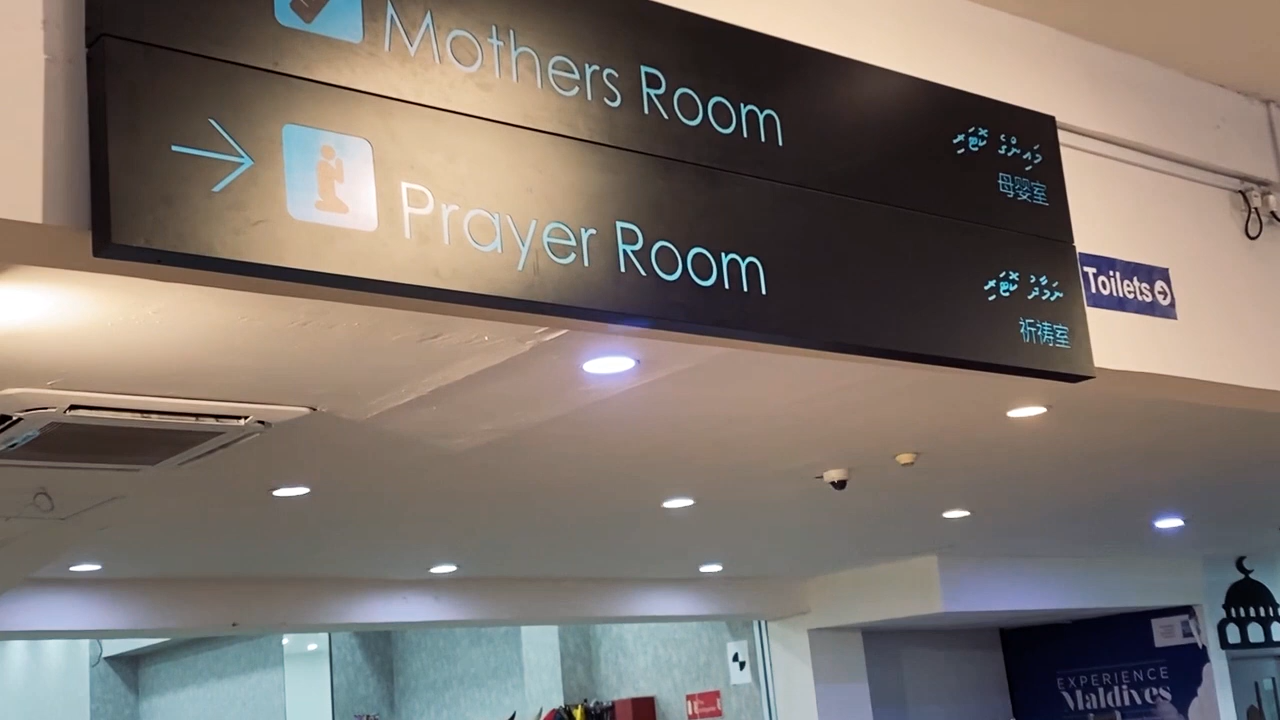 Mothers Room
މައިންގެ ކޮޓަރި
母婴室
Prayer Room
ނަމާދު ކޮޓަރި
祈祷室
Toilets
EXPERIENCE
Maldives